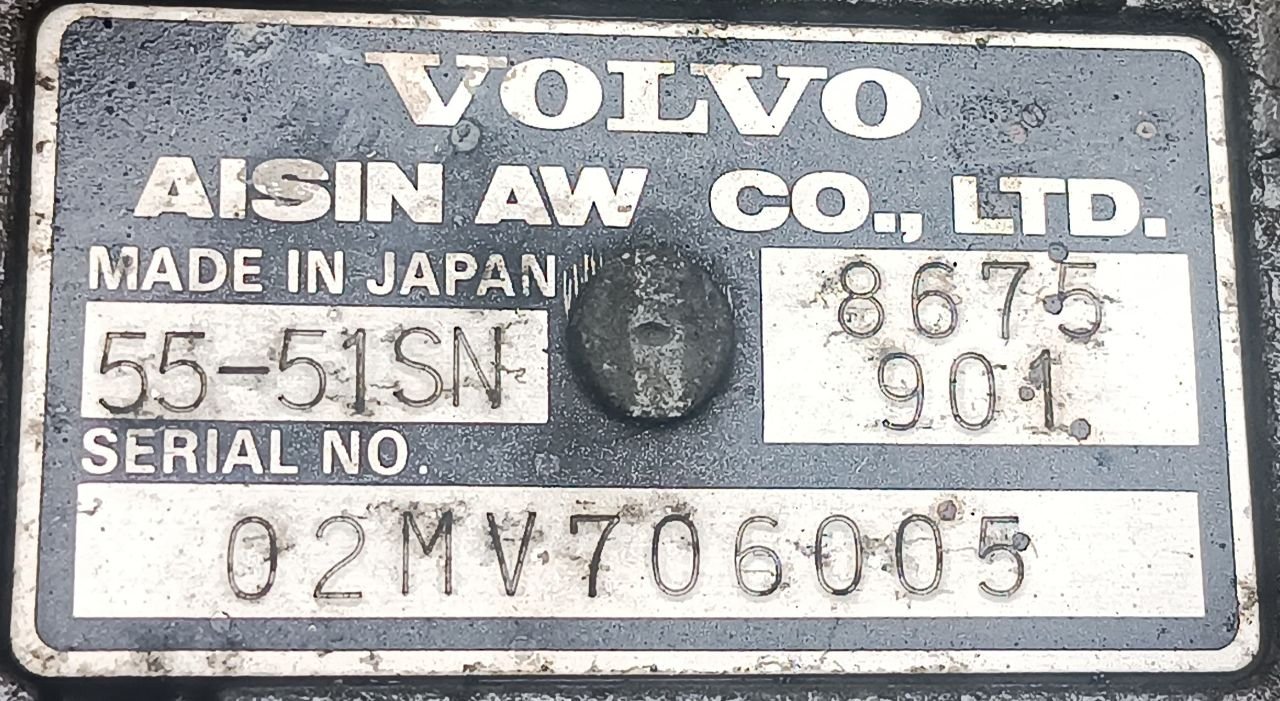 VOLVO
AISIN AW CO., LTD.
MADE IN JAPAN
8675
55-51SN
901
SERIAL NO.
02MV706005